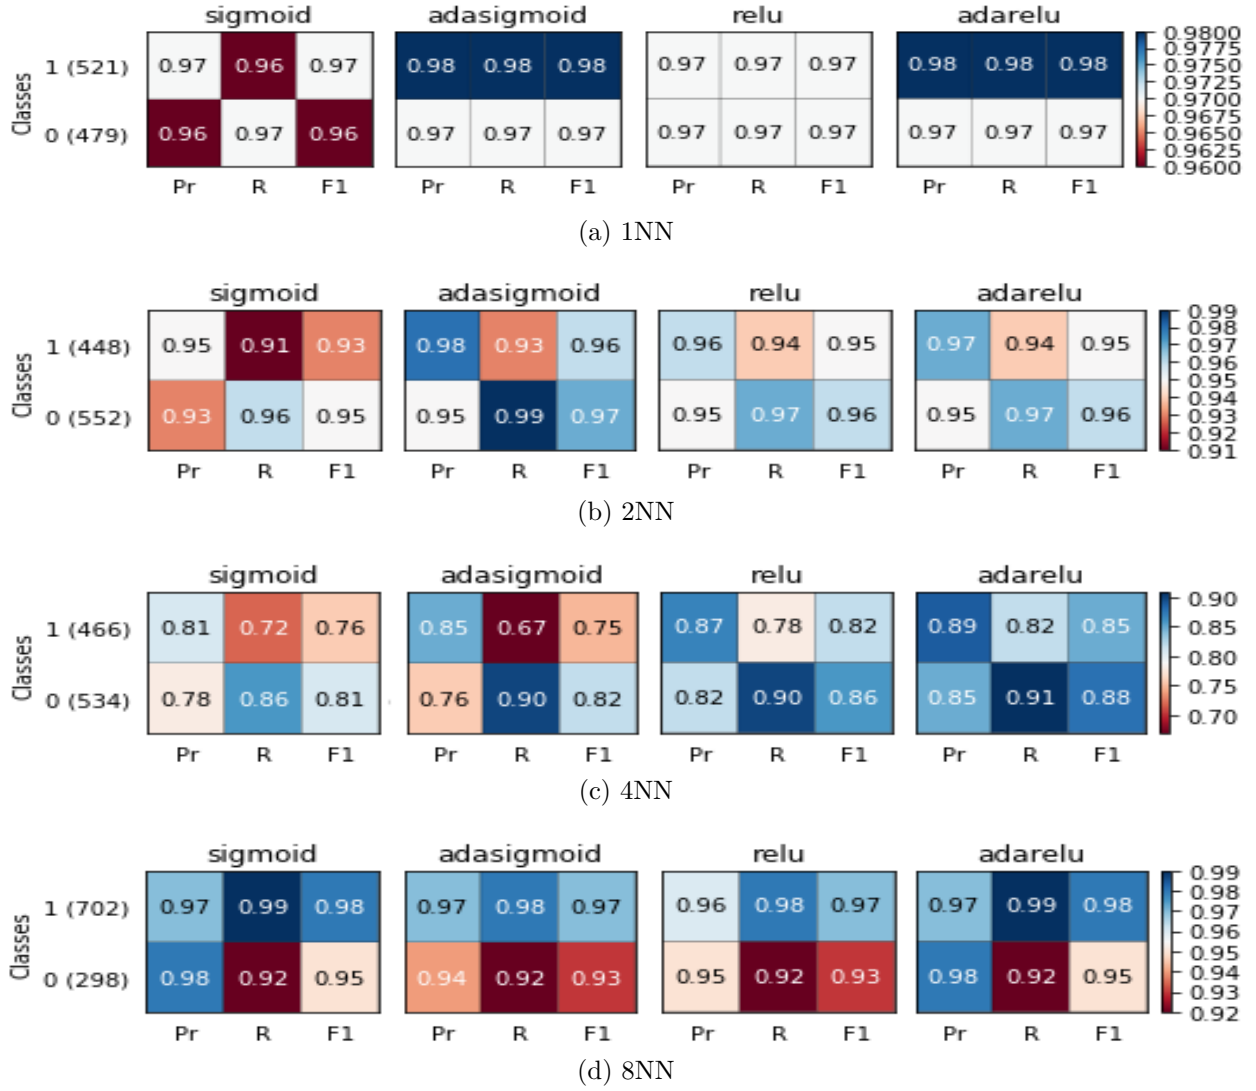 sigmoid adasigmoid relu adarelu
0.9800
0.9775
1 (521) 0.97 0.96 0.97 0.98 0.98 0.98 0.97 0.97 0.97 0.98 0.98 0.98 0.9750
0.9725
Classes 0.9700
0.9675
0 (479) 0.96 0.97 0.96 0.97 0.97 0.97 0.97 0.97 0.97 0.97 0.97 0.97 0.9650
0.9625
0.9600
Pr R F1 Pr R F1 Pr R F1 Pr R F1
(a) 1NN
sigmoid adasigmoid relu adarelu
0.99
0.98
1 (448) 0.95 0.91 0.93 0.98 0.93 0.96 0.96 0.94 0.95 0.97 0.94 0.95 0.97
0.96
Classes 0.95
0.94
0 (552) 0.93 0.96 0.95 0.95 0.99 0.97 0.95 0.97 0.96 0.95 0.97 0.96 0.93
0.92
0.91
Pr R F1 Pr R F1 Pr R F1 Pr R F1
(b) 2NN
sigmoid adasigmoid relu adarelu
0.90
1 (466) 0.81 0.72 0.76 0.85 0.67 0.75 0.87 0.78 0.82 0.89 0.82 0.85 0.85
Classes 0.80
0.75
0 (534) 0.78 0.86 0.81 0.76 0.90 0.82 0.82 0.90 0.86 0.85 0.91 0.88
0.70
Pr R F1 Pr R F1 Pr R F1 Pr R F1
(c) 4NN
sigmoid adasigmoid relu adarelu
0.99
0.98
1 (702) 0.97 0.99 0.98 0.97 0.98 0.97 0.96 0.98 0.97 0.97 0.99 0.98 0.97
0.96
Classes 0.95
0 (298) 0.98 0.92 0.95 0.94 0.92 0.93 0.95 0.92 0.93 0.98 0.92 0.95 0.94
0.93
0.92
Pr R F1 Pr R F1 Pr R F1 Pr R F1
(d) 8NN